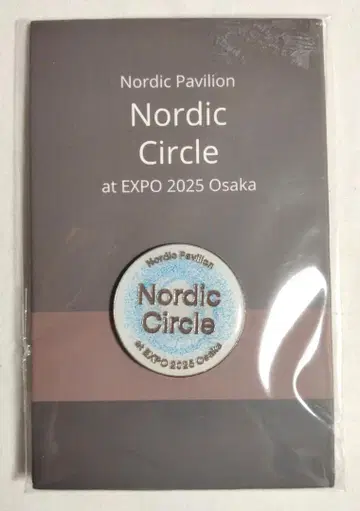 Nordic Pavilion
Nordic
Circle
at EXPO 2025 Osaka
Nordic Pavilion
Nordic
Circle
at EXPO 2025 Osaka